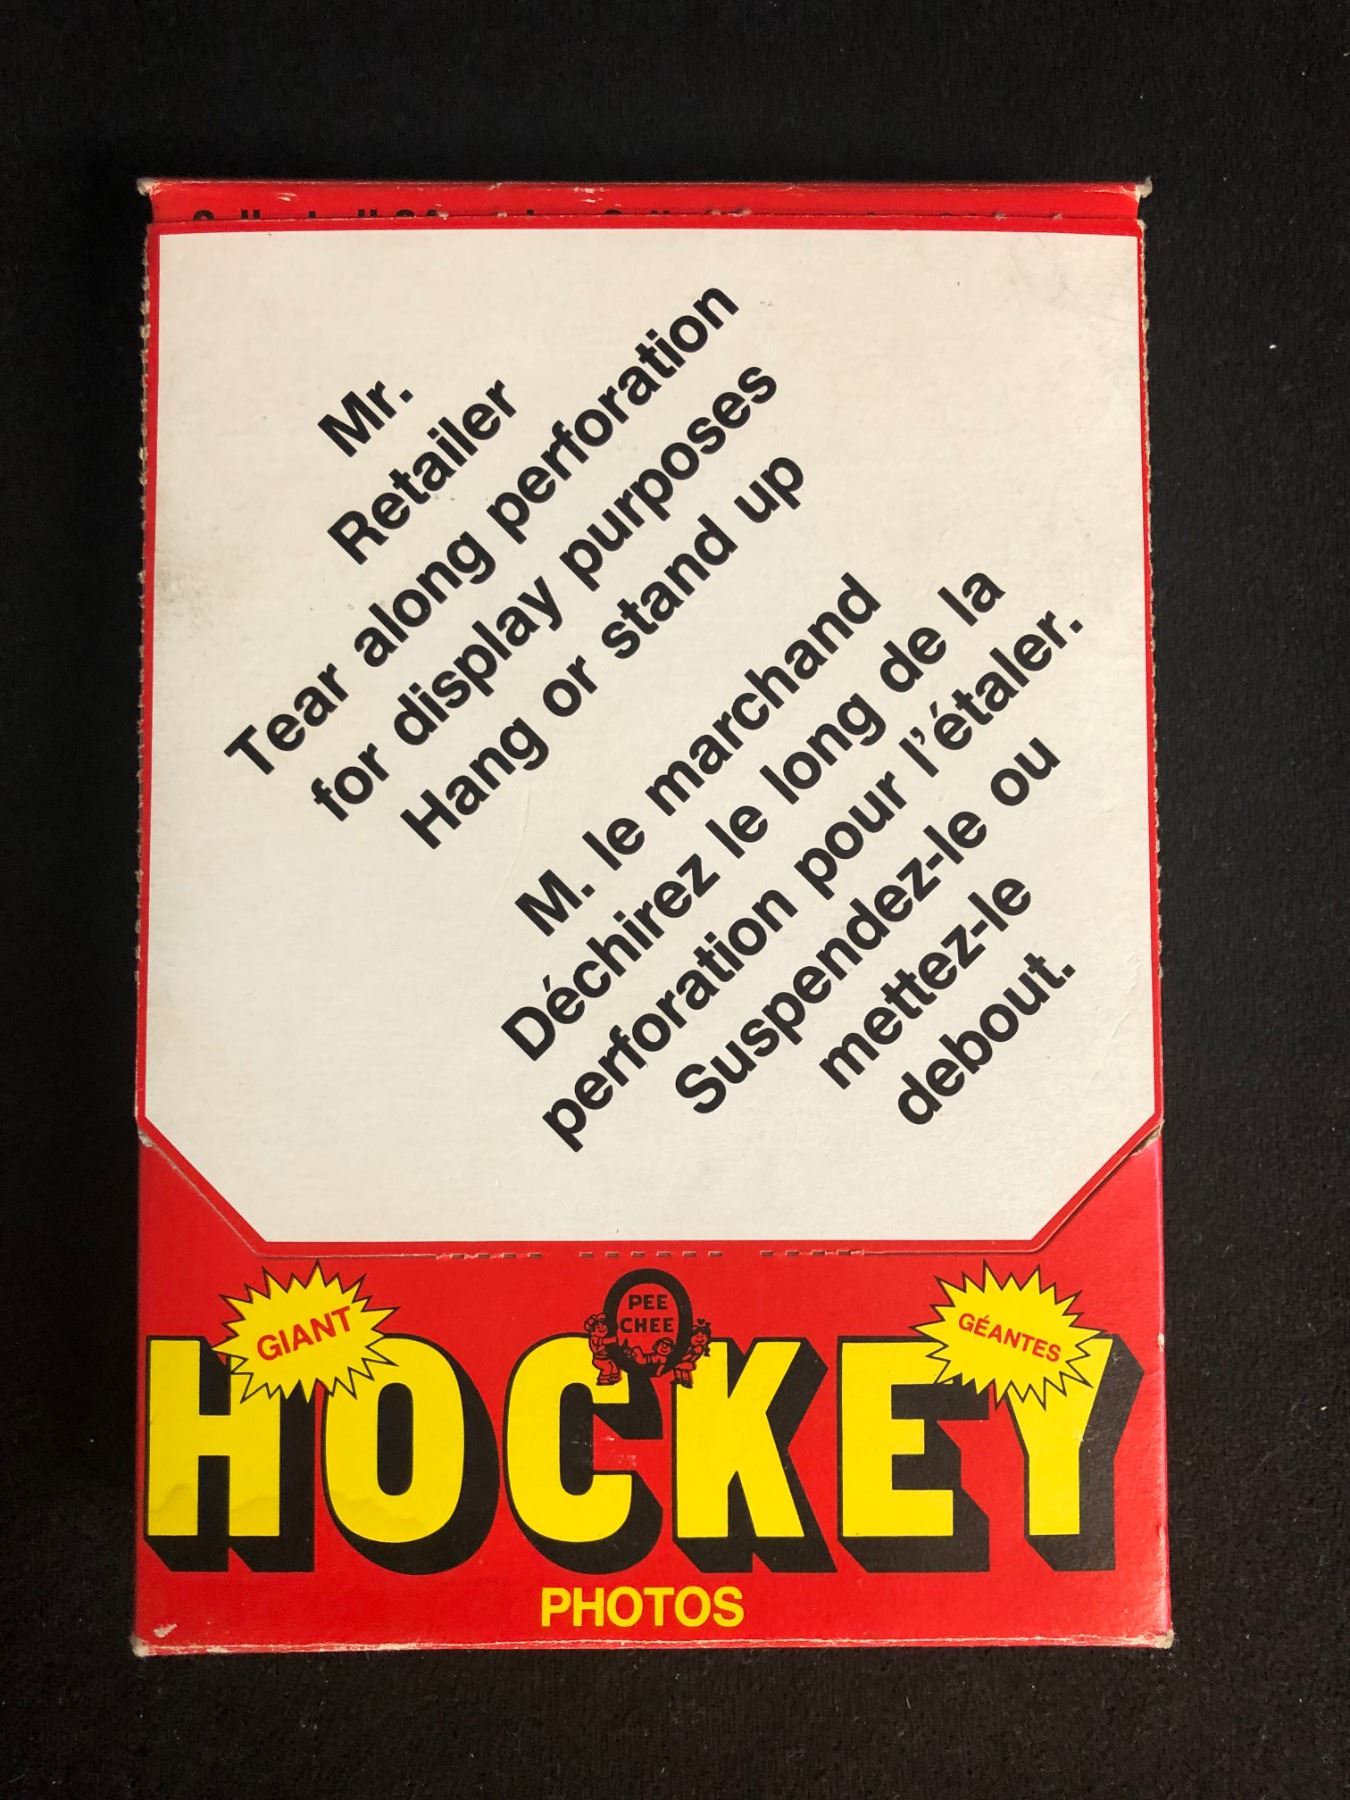 Mr.
Retailer
Tear along perforation
for display purposes
Hang or stand up
M. le marchand
Déchirez le long de la
perforation pour l'étaler.
Suspendez-le ou
mettez-le
debout.
GIANT
PEE
CHEE
GÉANTES
HOCKEY
PHOTOS